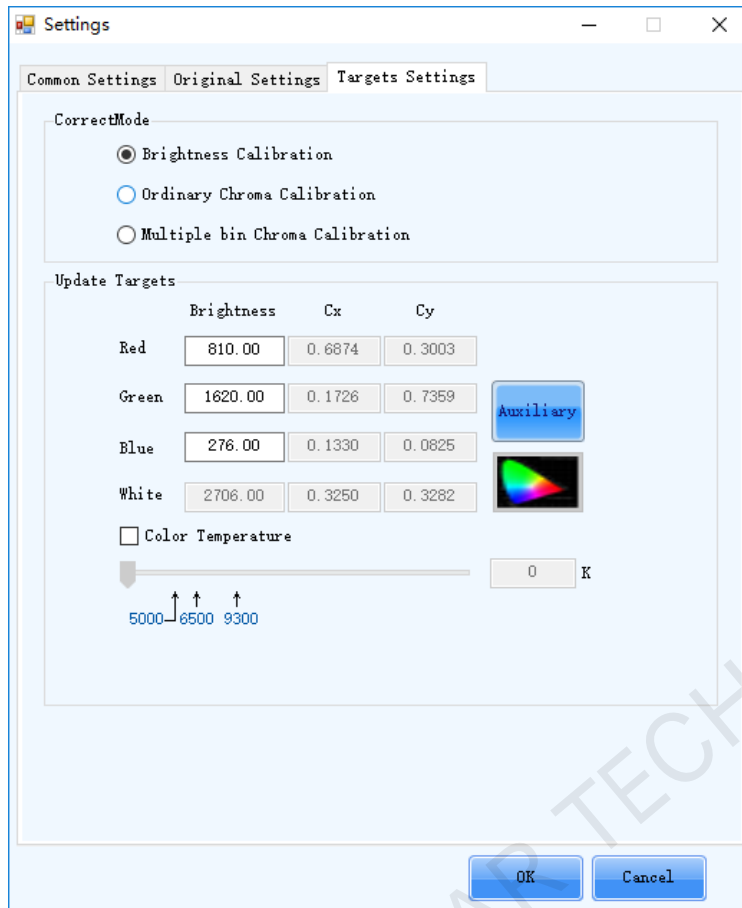 Settings
Common Settings Original Settings Targets Settings
CorrectMode
Brightness Calibration
Ordinary Chroma Calibration
Multiple bin Chroma Calibration
Update Targets
Brightness Cx Cy
Red 810.00 0.6874 0.3003
Green 1620.00 0.1726 0.7359
Auxiliary
Blue 276.00 0.1330 0.0825
White 2706.00 0.3250 0.3282
Color Temperature
0 K
5000 6500 9300
OK Cancel
AR TECH